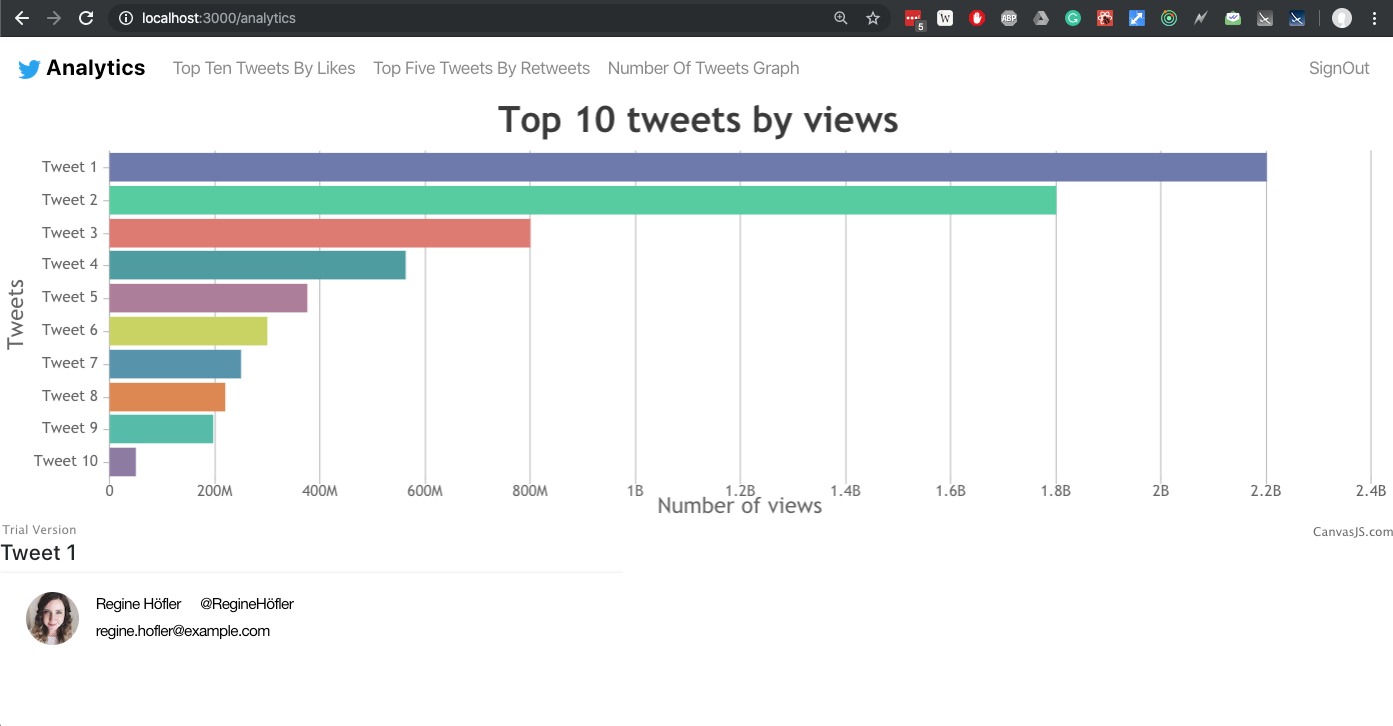 localhost:3000/analytics
5
W
ABP
Analytics Top Ten Tweets By Likes Top Five Tweets By Retweets Number Of Tweets Graph SignOut
Top 10 tweets by views
Tweets
Tweet 1
Tweet 2
Tweet 3
Tweet 4
Tweet 5
Tweet 6
Tweet 7
Tweet 8
Tweet 9
Tweet 10
0 200M 400M 600M 800M 1B 1.2B 1.4B 1.6B 1.8B 2B 2.2B 2.4B
Number of views
Trial Version CanvasJS.com
Tweet 1
Regine Höfler @RegineHöfler
regine.hofler@example.com